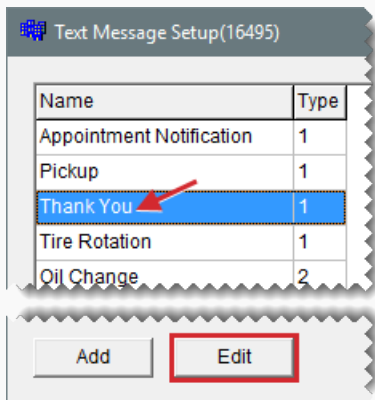 Text Message Setup(16495)
Name Type
Appointment Notification 1
Pickup 1
Thank You 1
Tire Rotation 1
Oil Change 2
Add Edit